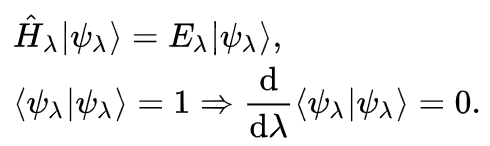 Ĥ_λ|ψ_λ⟩ = E_λ|ψ_λ⟩,
⟨ψ_λ|ψ_λ⟩ = 1 ⇒ d/dλ ⟨ψ_λ|ψ_λ⟩ = 0.